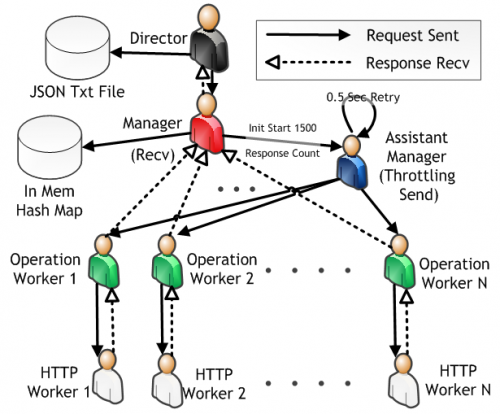 Director
Request Sent
Response Recv
JSON Txt File
0.5 Sec Retry
Manager
(Recv)
Init Start 1500
Response Count
Assistant
Manager
(Throttling
Send)
In Mem
Hash Map
Operation
Worker 1
Operation
Worker 2
Operation
Worker N
HTTP
Worker 1
HTTP
Worker 2
HTTP
Worker N